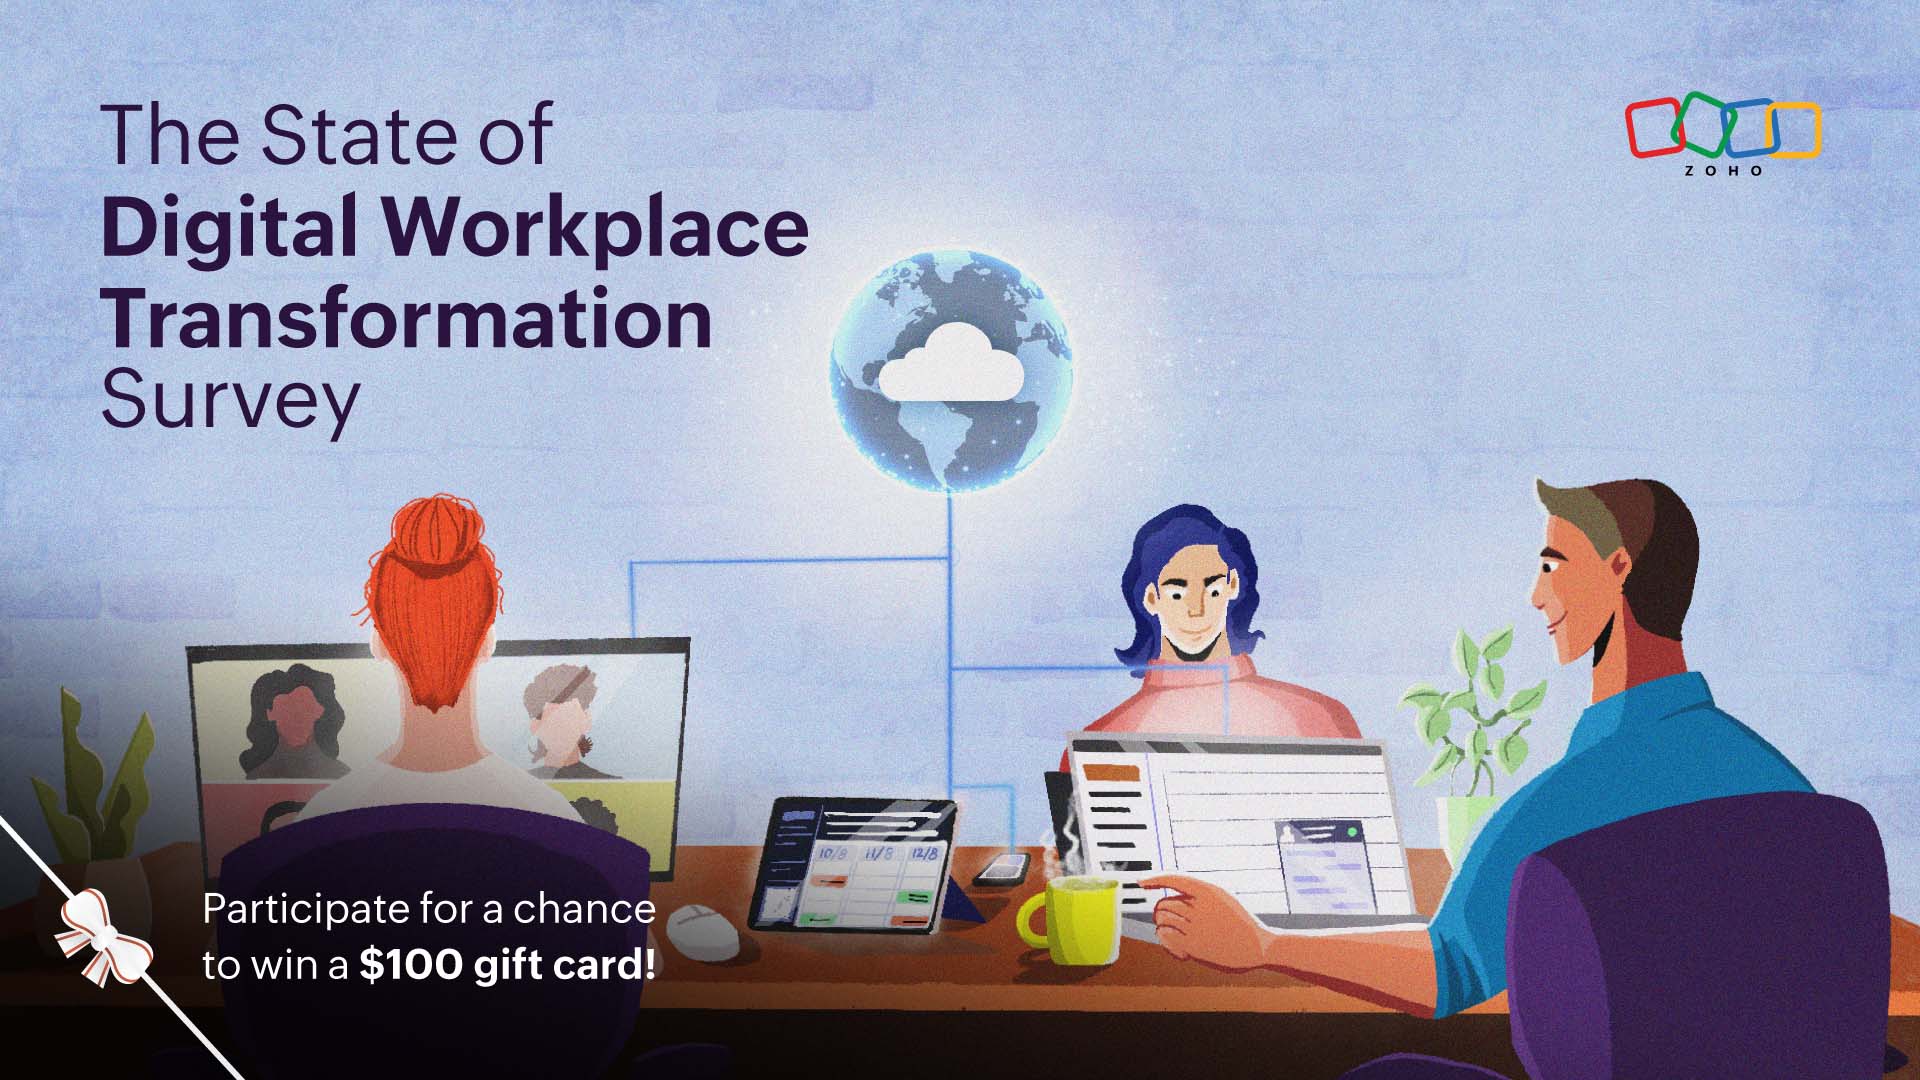 The State of
Digital Workplace
Transformation
Survey
ZOHO
10/8 11/8 12/8
Participate for a chance
to win a $100 gift card!